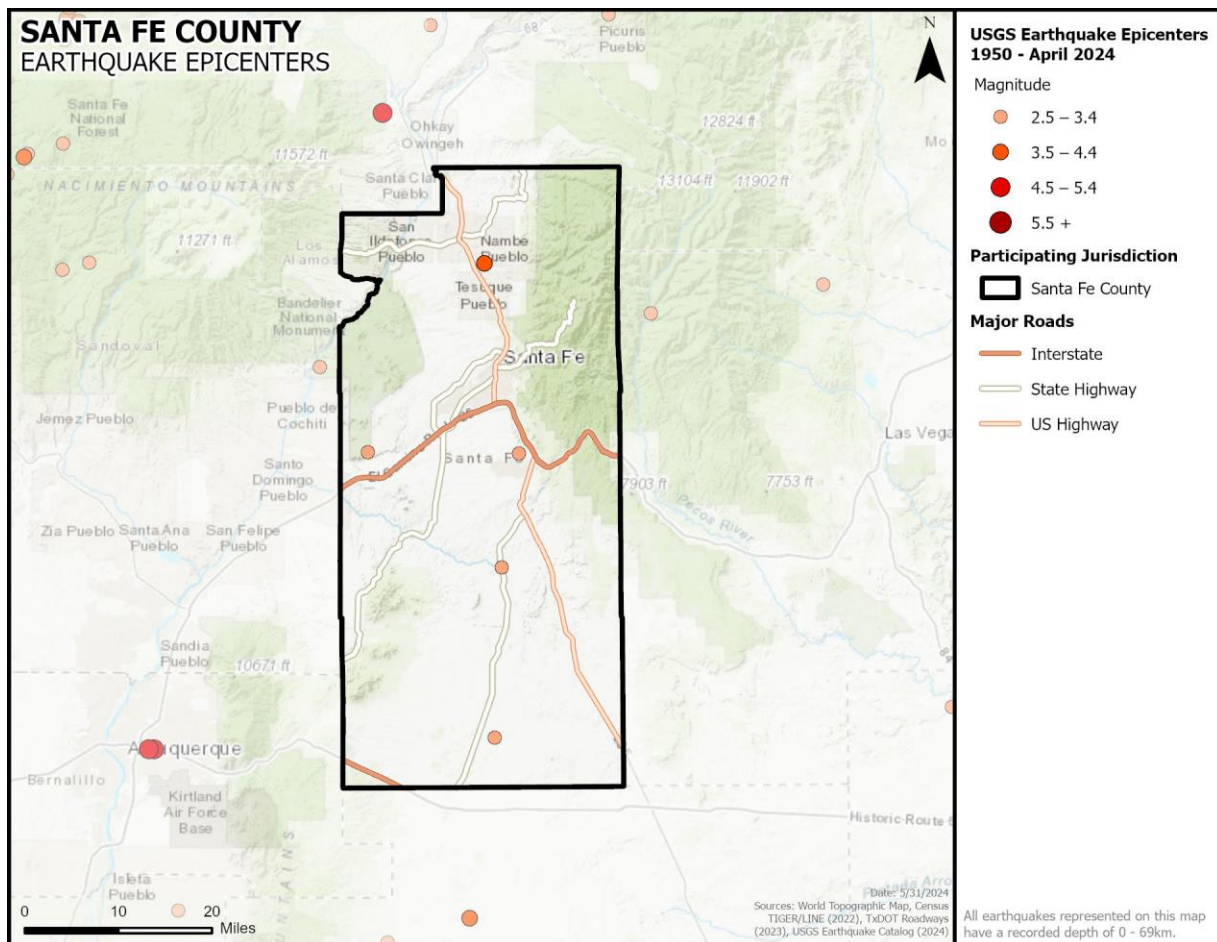 SANTA FE COUNTY
EARTHQUAKE EPICENTERS
N
68
Picuris
Pueblo
Santa Fe
National
Forest
Ohkay
Owingeh
12824 ft
Mo
11572 ft
NACIMIENTO MOUNTAINS
Santa Cla
Pueblo
13104 ft
11902 ft
San
Ildefonso
Pueblo
Nambe
Pueblo
11271 ft
Los
Alamos
Tesuque
Pueblo
Bandelier
National
Monument
Sandoval
Santa Fe
Jemez Pueblo
Pueblo de
Cochiti
Las Vega
Santa Fe
Santo
Domingo
Pueblo
7903 ft
7753 ft
Pecos River
Zia Pueblo
Santa Ana
Pueblo
San Felipe
Pueblo
Sandia
Pueblo
10671 ft
84
Albuquerque
Bernalillo
Kirtland
Air Force
Base
Historic Route 6
Isleta
Pueblo
0 10 20
Miles
Date: 5/31/2024
Sources: World Topographic Map, Census
TIGER/LINE (2022), TxDOT Roadways
(2023), USGS Earthquake Catalog (2024)
USGS Earthquake Epicenters
1950 - April 2024
Magnitude
2.5 – 3.4
3.5 – 4.4
4.5 – 5.4
5.5 +
Participating Jurisdiction
Santa Fe County
Major Roads
Interstate
State Highway
US Highway
All earthquakes represented on this map
have a recorded depth of 0 - 69km.